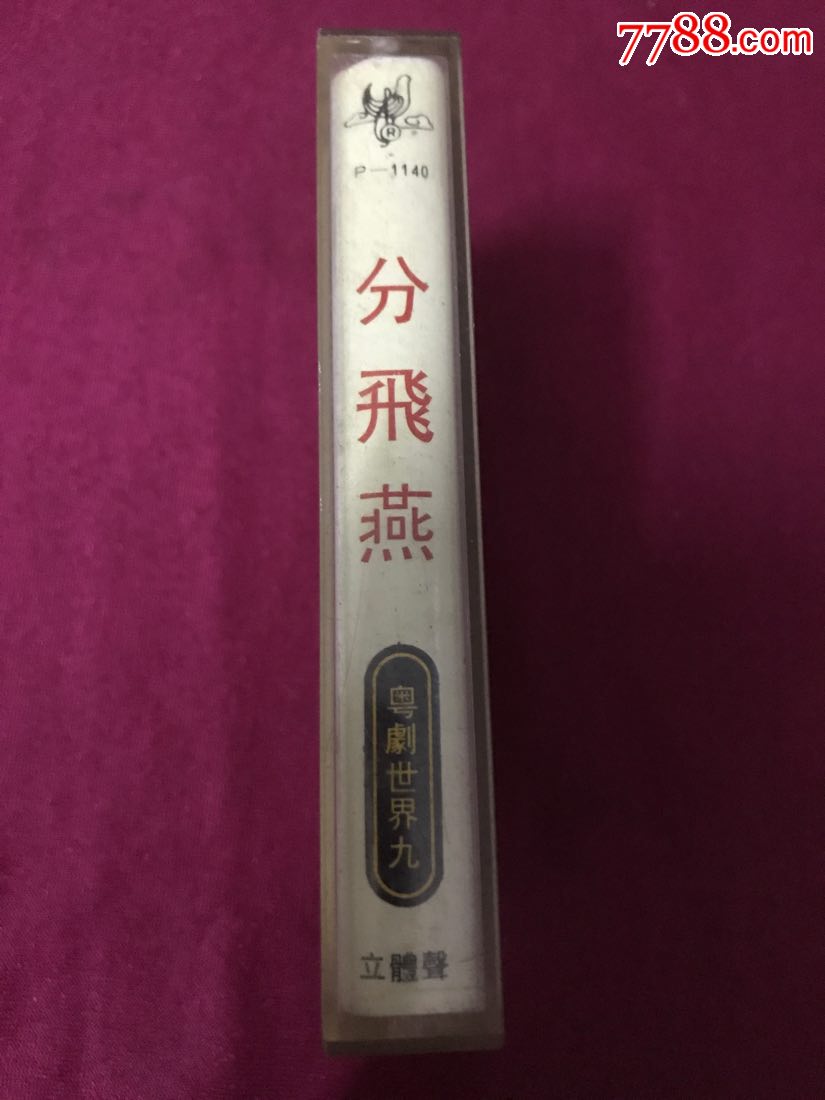 7788.com
R
P—1140
分飛燕
粵劇世界九
立體聲